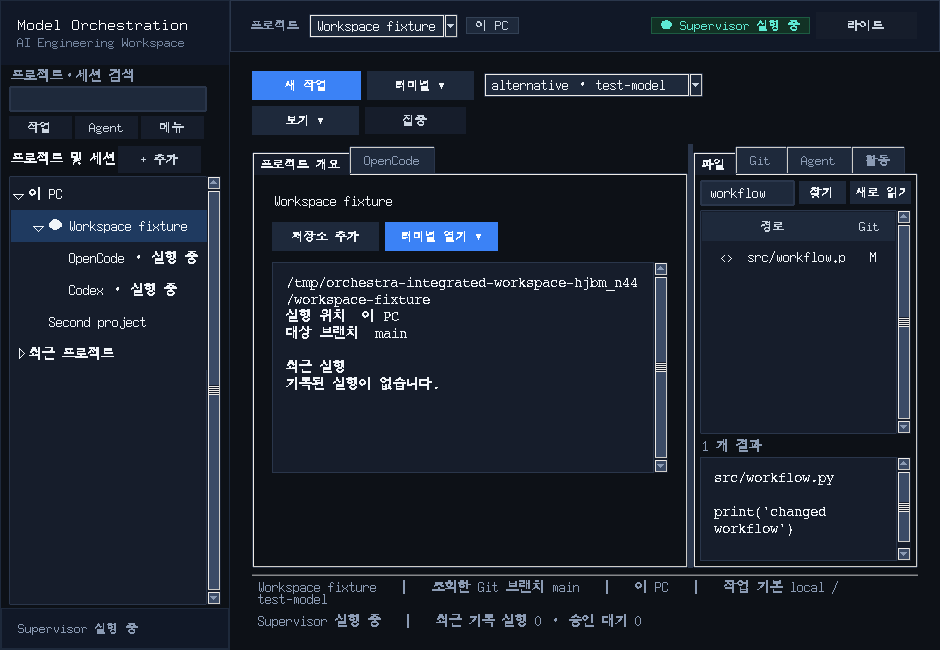 Model Orchestration
AI Engineering Workspace
프로젝트·세션 검색
작업 Agent 메뉴
프로젝트 및 세션 + 추가
이 PC
Workspace fixture
OpenCode · 실행 중
Codex · 실행 중
Second project
최근 프로젝트
Supervisor 실행 중
프로젝트 Workspace fixture 이 PC Supervisor 실행 중 라이트
새 작업 터미널 ▾ alternative · test-model
보기 ▾ 집중
프로젝트 개요 OpenCode
Workspace fixture
저장소 추가 터미널 열기 ▾
/tmp/orchestra-integrated-workspace-hjbm_n44
/workspace-fixture
실행 위치 이 PC
대상 브랜치 main
최근 실행
기록된 실행이 없습니다.
파일 Git Agent 활동
workflow 찾기 새로 읽기
경로 Git
<> src/workflow.p M
1 개 결과
src/workflow.py
print('changed
workflow')
Workspace fixture | 조회한 Git 브랜치 main | 이 PC | 작업 기본 local /
test-model
Supervisor 실행 중 | 최근 기록 실행 0 · 승인 대기 0